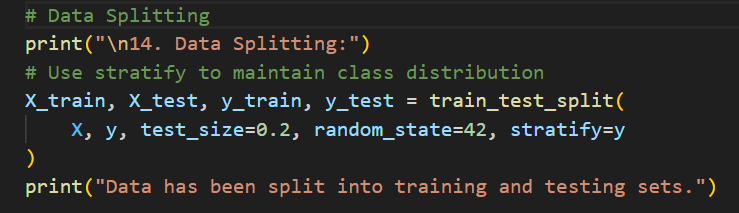 # Data Splitting
print("\n14. Data Splitting:")
# Use stratify to maintain class distribution
X_train, X_test, y_train, y_test = train_test_split(
    X, y, test_size=0.2, random_state=42, stratify=y
)
print("Data has been split into training and testing sets.")